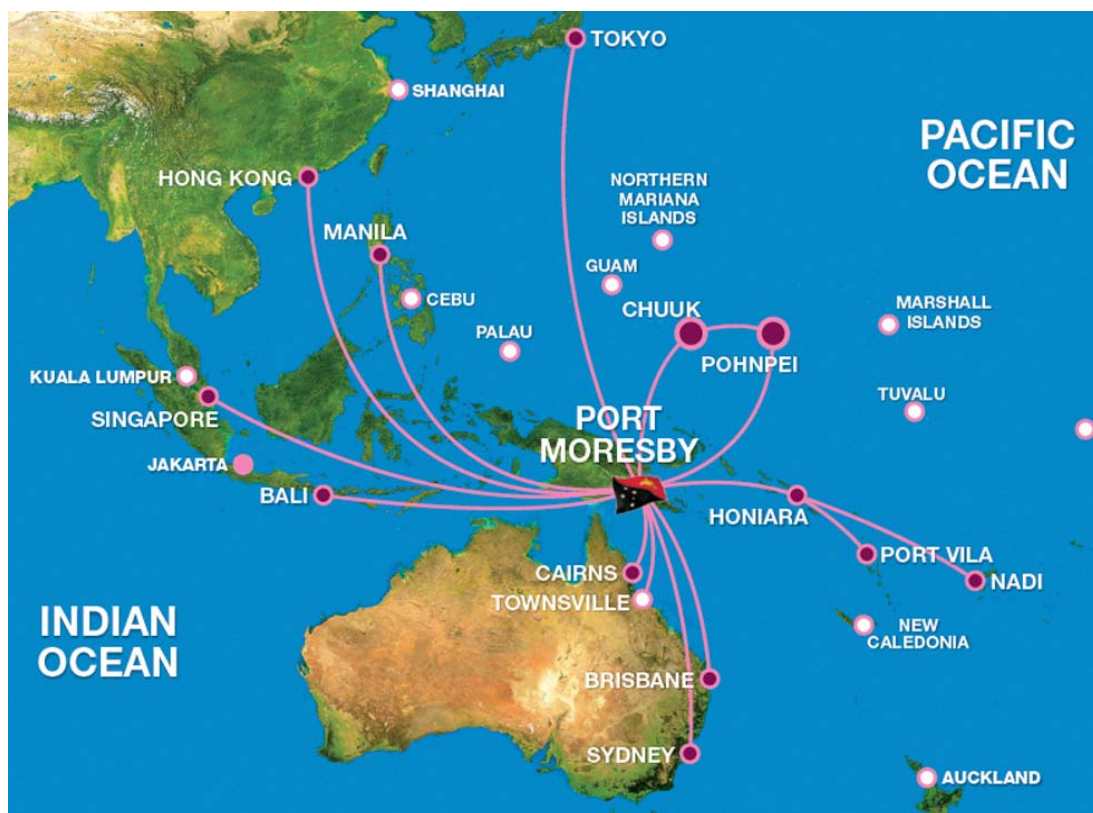 TOKYO
SHANGHAI
PACIFIC
OCEAN
HONG KONG
NORTHERN
MARIANA
ISLANDS
MANILA
GUAM
CEBU
CHUUK
MARSHALL
ISLANDS
PALAU
POHNPEI
KUALA LUMPUR
SINGAPORE
TUVALU
PORT
MORESBY
JAKARTA
BALI
HONIARA
PORT VILA
CAIRNS
NADI
TOWNSVILLE
INDIAN
OCEAN
NEW
CALEDONIA
BRISBANE
SYDNEY
AUCKLAND